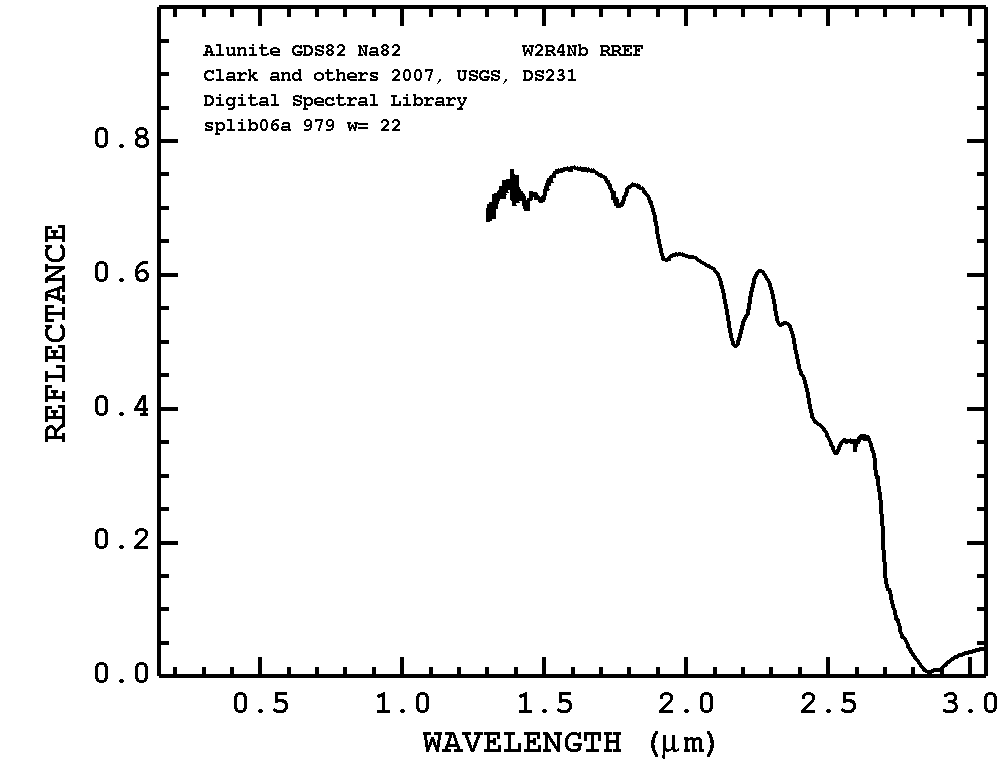 Alunite GDS82 Na82 W2R4Nb RREF
Clark and others 2007, USGS, DS231
Digital Spectral Library
splib06a 979 w= 22
0.8
0.6
0.4
0.2
0.0
REFLECTANCE
0.5 1.0 1.5 2.0 2.5 3.0
WAVELENGTH (μm)